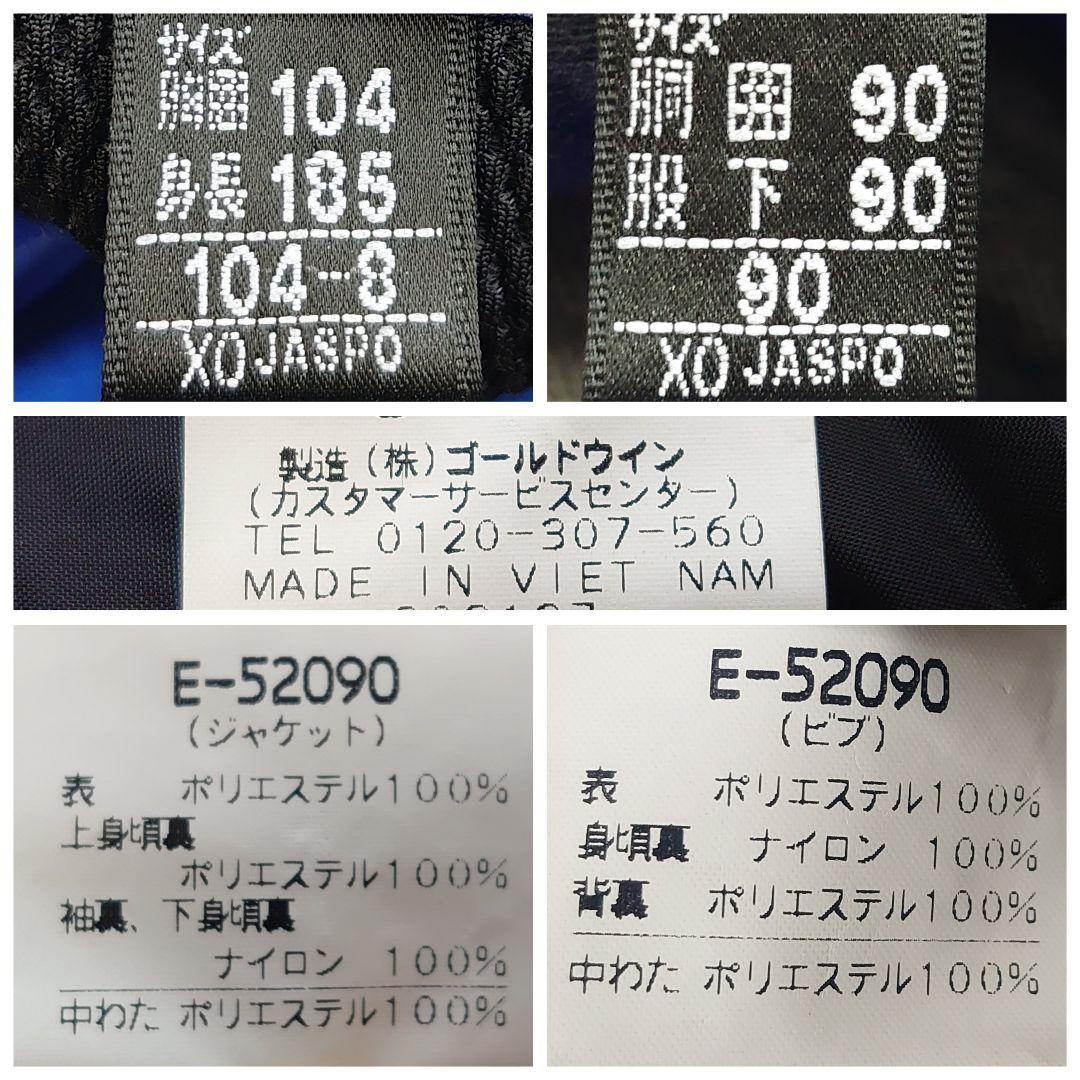 サイズ
胸囲 104
身長 185
104-8
XO JASPO
サイズ
胴囲 90
股下 90
90
XO JASPO
製造(株)ゴールドウイン
(カスタマーサービスセンター)
TEL 0120-307-560
MADE IN VIET NAM
E-52090
(ジャケット)
表 ポリエステル100%
上身頃裏
ポリエステル100%
袖裏、下身頃裏
ナイロン 100%
中わた ポリエステル100%
E-52090
(ビブ)
表 ポリエステル100%
身頃裏 ナイロン 100%
背裏 ポリエステル100%
中わた ポリエステル100%